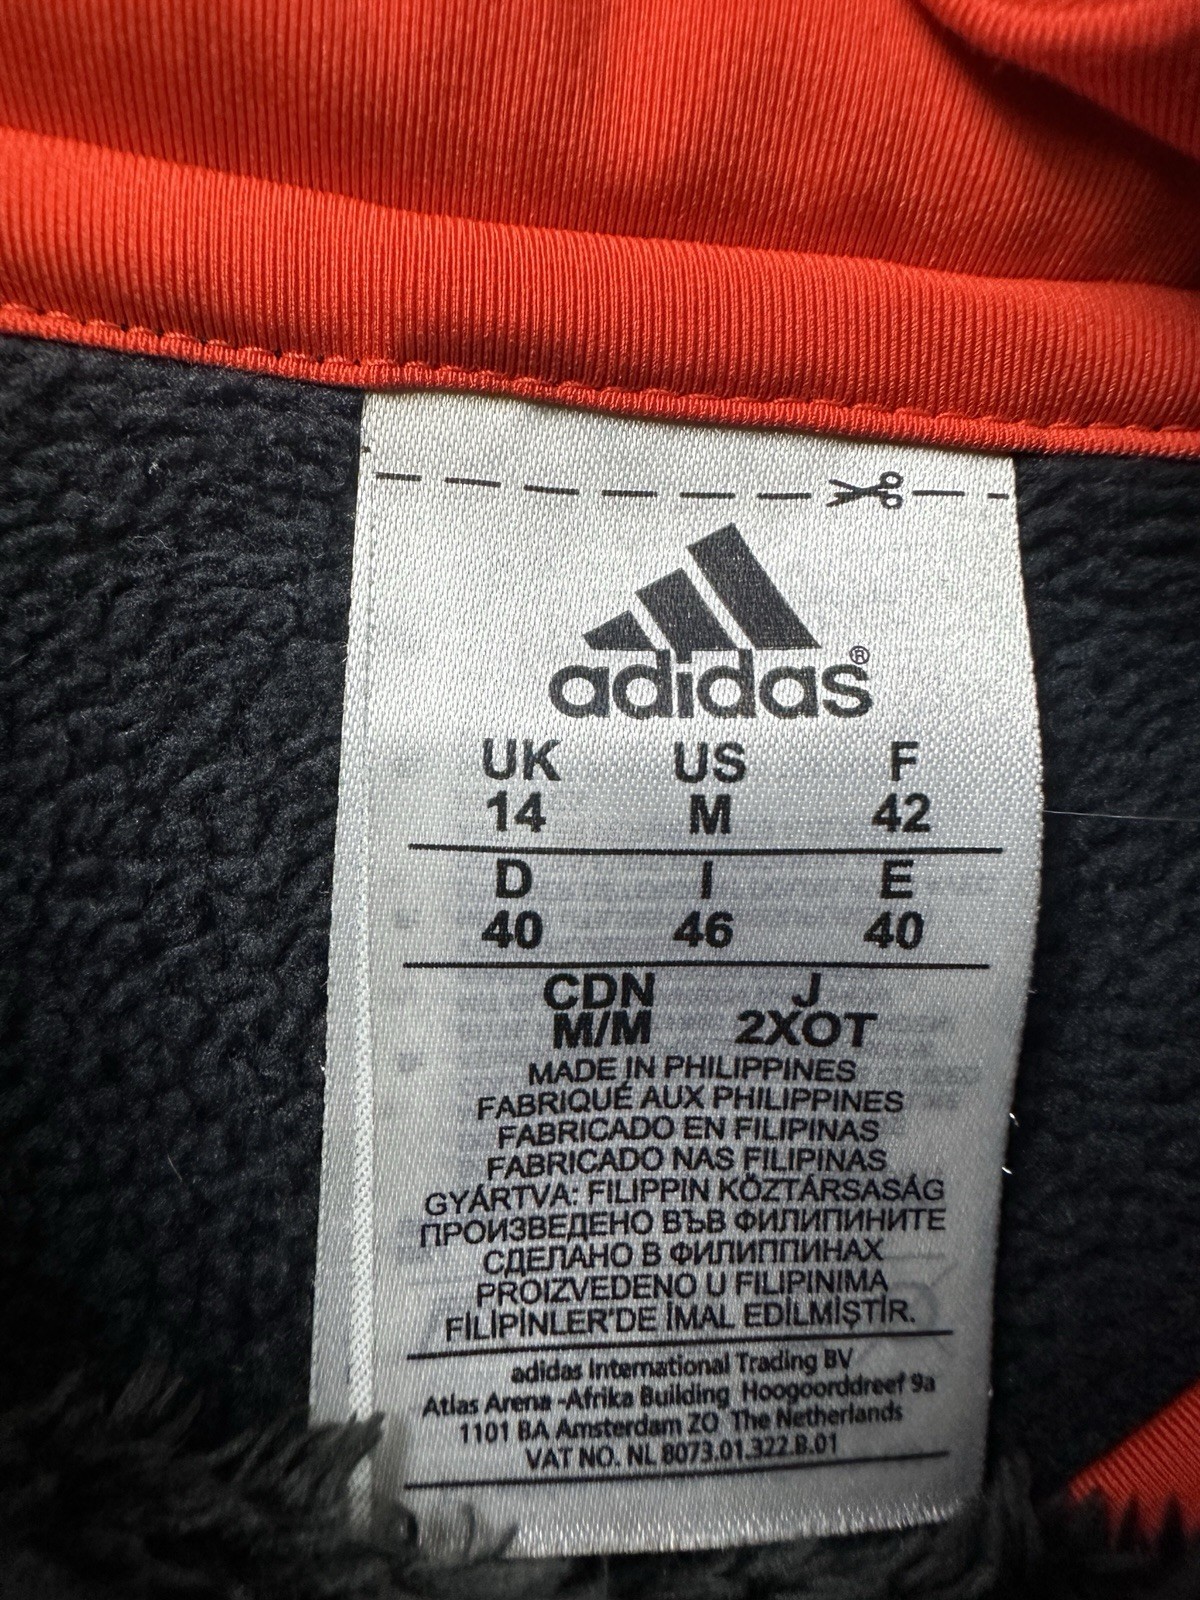 adidas®
UK US F
14 M 42
D I E
40 46 40
CDN J
M/M 2XOT
MADE IN PHILIPPINES
FABRIQUÉ AUX PHILIPPINES
FABRICADO EN FILIPINAS
FABRICADO NAS FILIPINAS
GYÁRTVA: FILIPPIN KÖZTÁRSASÁG
ПРОИЗВЕДЕНО ВЪВ ФИЛИПИНИТЕ
СДЕЛАНО В ФИЛИППИНАХ
PROIZVEDENO U FILIPINIMA
FİLİPİNLER'DE İMAL EDİLMİŞTİR.
adidas International Trading BV
Atlas Arena -Afrika Building Hoogoorddreef 9a
1101 BA Amsterdam ZO The Netherlands
VAT NO. NL 8073.01.322.B.01